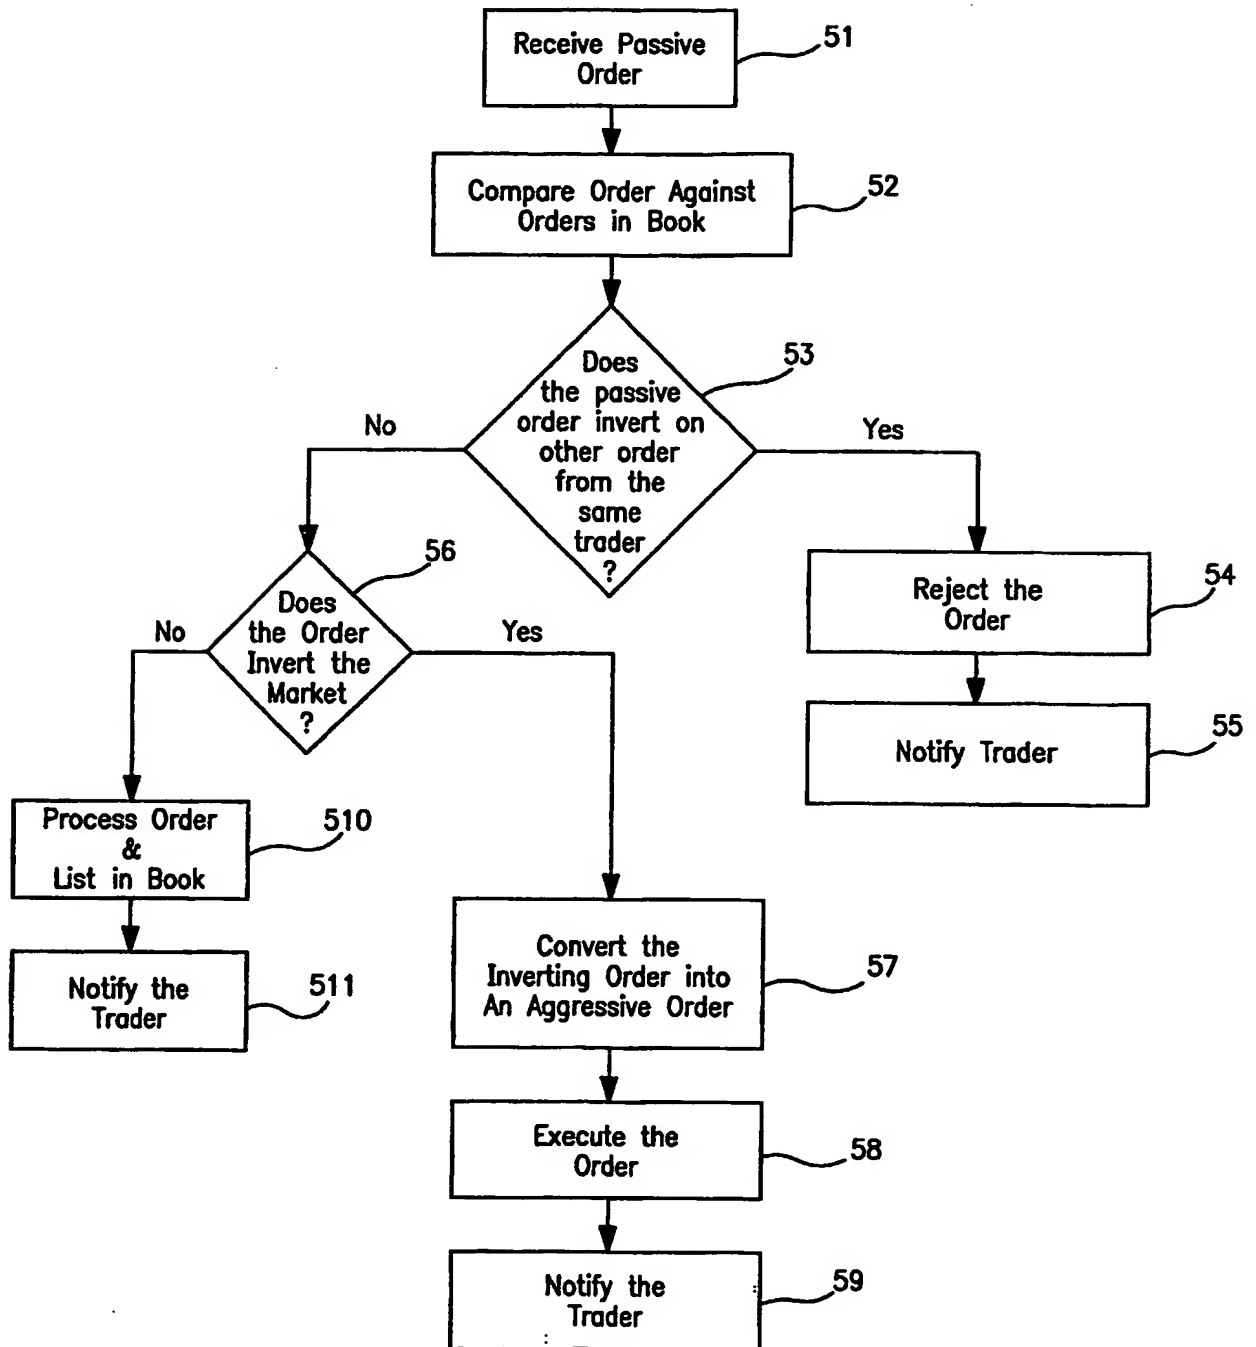 Receive Passive
Order
51
Compare Order Against
Orders in Book
52
Does
the passive
order invert on
other order
from the
same
trader
?
53
No
Yes
Does
the Order
Invert the
Market
?
56
No
Yes
Reject the
Order
54
Notify Trader
55
Process Order
&
List in Book
510
Notify the
Trader
511
Convert the
Inverting Order into
An Aggressive Order
57
Execute the
Order
58
Notify the
Trader
59